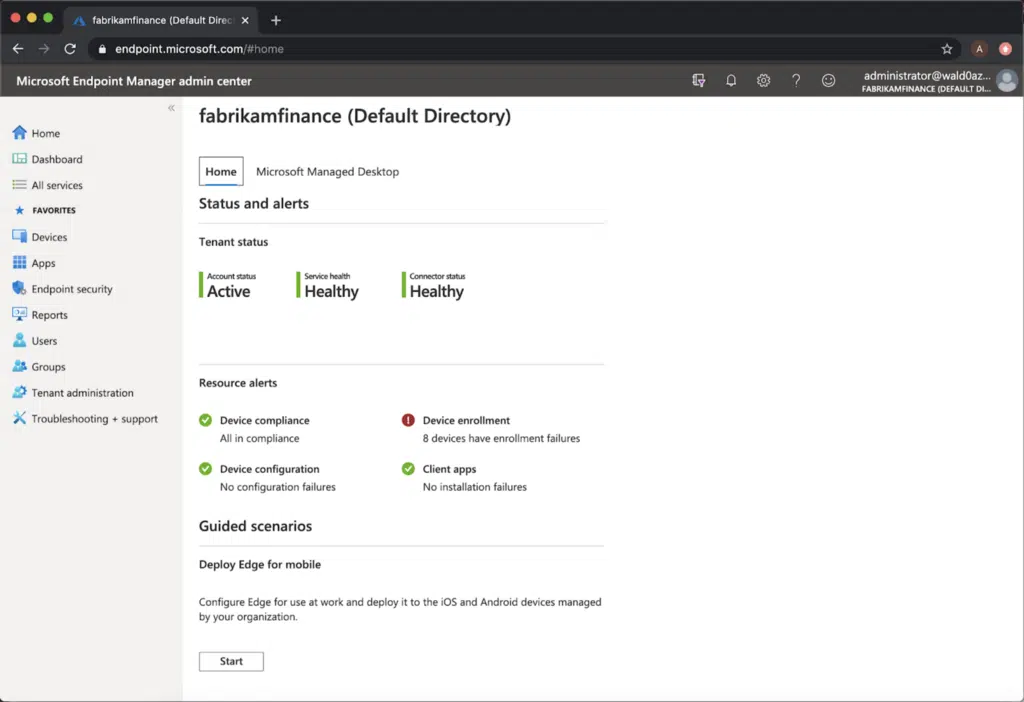 fabrikamfinance (Default Direc
endpoint.microsoft.com/#home
A
Microsoft Endpoint Manager admin center
administrator@wald0az...
FABRIKAMFINANCE (DEFAULT DI...
Home
Dashboard
All services
FAVORITES
Devices
Apps
Endpoint security
Reports
Users
Groups
Tenant administration
Troubleshooting + support
fabrikamfinance (Default Directory)
Home Microsoft Managed Desktop
Status and alerts
Tenant status
Account status Service health Connector status
Active Healthy Healthy
Resource alerts
Device compliance Device enrollment
All in compliance 8 devices have enrollment failures
Device configuration Client apps
No configuration failures No installation failures
Guided scenarios
Deploy Edge for mobile
Configure Edge for use at work and deploy it to the iOS and Android devices managed
by your organization.
Start